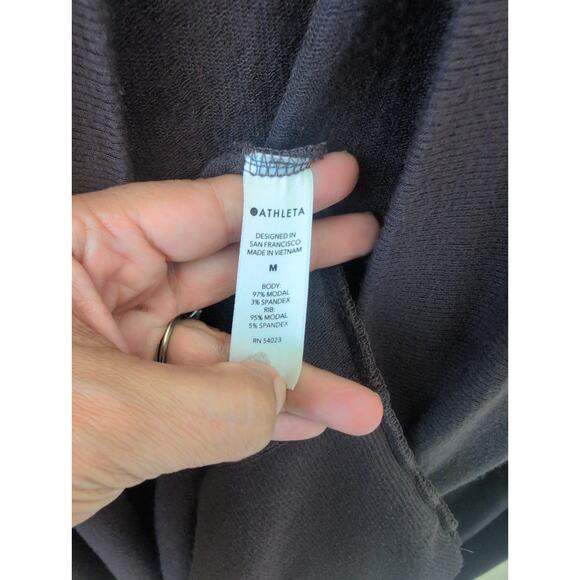 ATHLETA
DESIGNED IN
SAN FRANCISCO
MADE IN VIETNAM
M
BODY:
97% MODAL
3% SPANDEX
RIB:
95% MODAL
5% SPANDEX
RN 54023